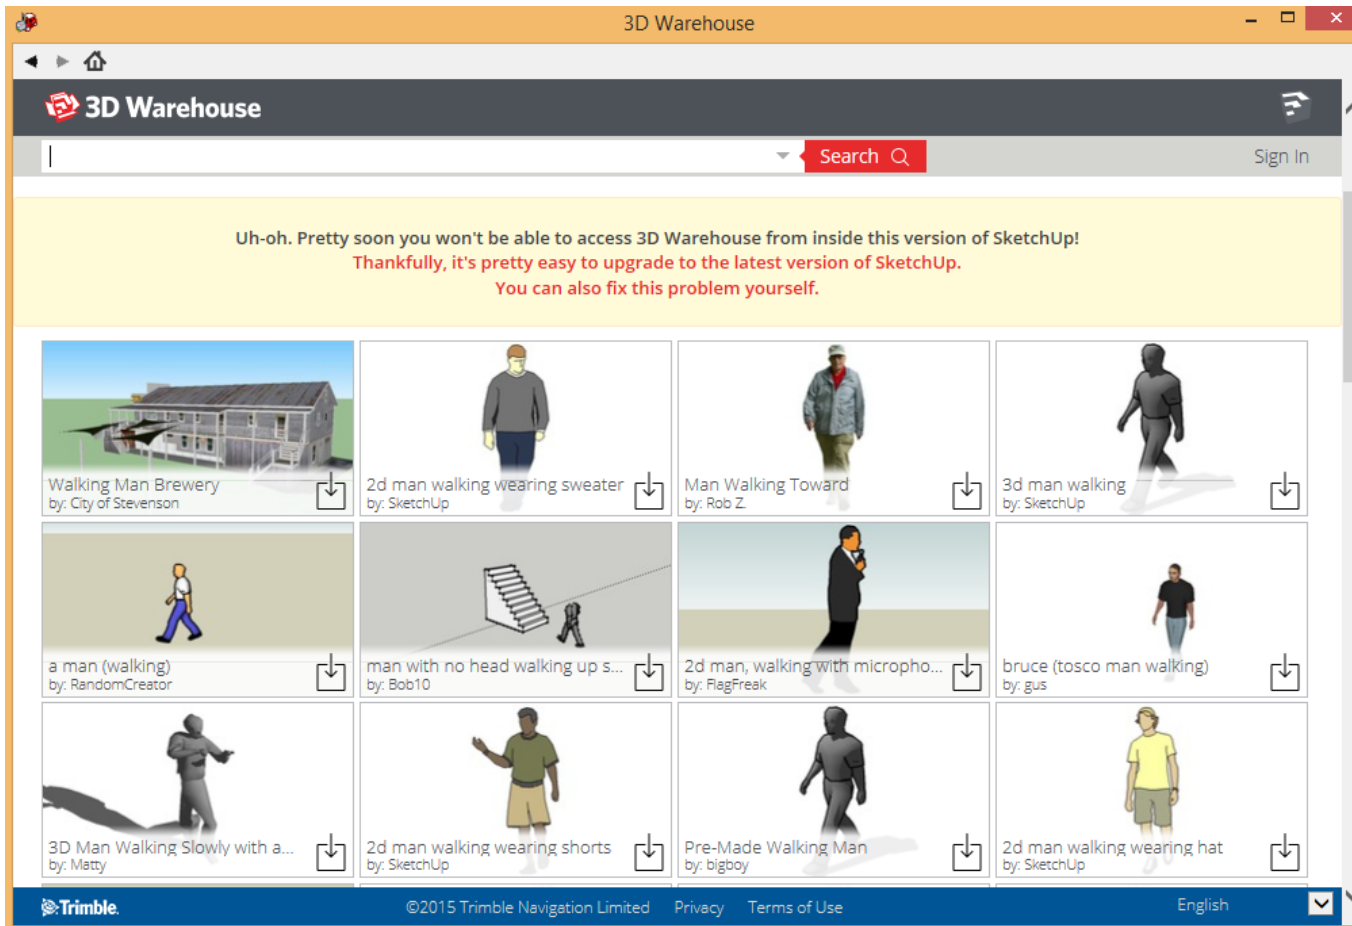 3D Warehouse
3D Warehouse
Search
Sign In
Uh-oh. Pretty soon you won't be able to access 3D Warehouse from inside this version of SketchUp!
Thankfully, it's pretty easy to upgrade to the latest version of SketchUp.
You can also fix this problem yourself.
Walking Man Brewery
by: City of Stevenson
2d man walking wearing sweater
by: SketchUp
Man Walking Toward
by: Rob Z.
3d man walking
by: SketchUp
a man (walking)
by: RandomCreator
man with no head walking up s...
by: Bob10
2d man, walking with micropho...
by: FlagFreak
bruce (tosco man walking)
by: gus
3D Man Walking Slowly with a...
by: Matty
2d man walking wearing shorts
by: SketchUp
Pre-Made Walking Man
by: bigboy
2d man walking wearing hat
by: SketchUp
Trimble.
©2015 Trimble Navigation Limited Privacy Terms of Use
English